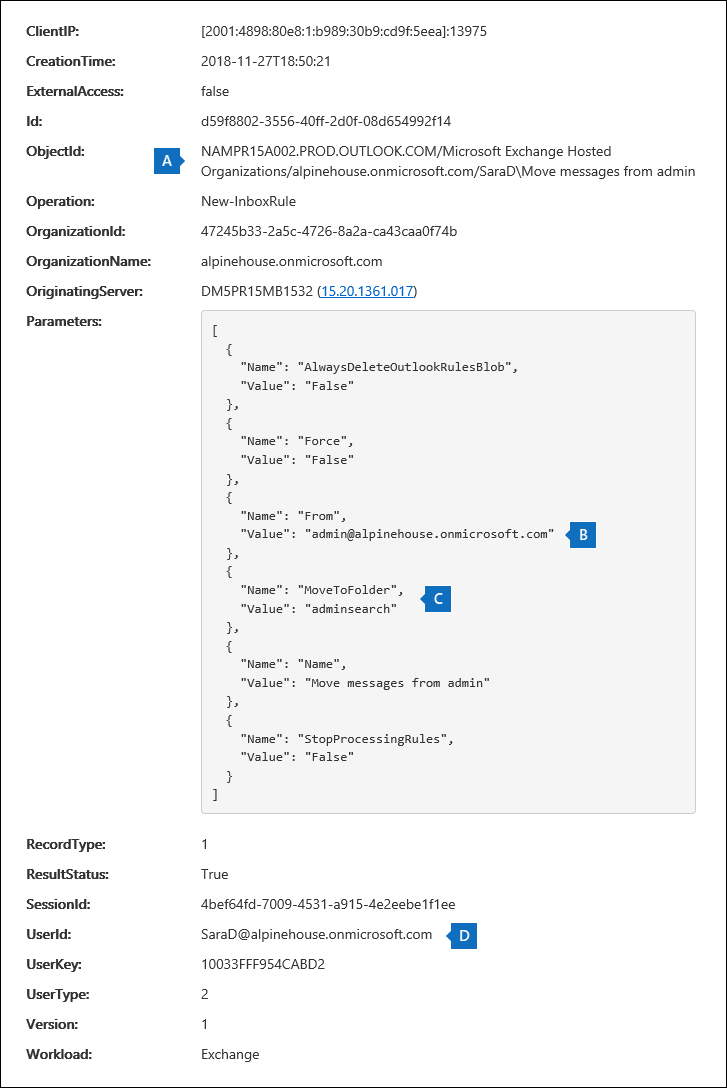 ClientIP: [2001:4898:80e8:1:b989:30b9:cd9f:5eea]:13975
CreationTime: 2018-11-27T18:50:21
ExternalAccess: false
Id: d59f8802-3556-40ff-2d0f-08d654992f14
ObjectId: A NAMPR15A002.PROD.OUTLOOK.COM/Microsoft Exchange Hosted
Organizations/alpinehouse.onmicrosoft.com/SaraD\Move messages from admin
Operation: New-InboxRule
OrganizationId: 47245b33-2a5c-4726-8a2a-ca43caa0f74b
OrganizationName: alpinehouse.onmicrosoft.com
OriginatingServer: DM5PR15MB1532 (15.20.1361.017)
Parameters: [
{
"Name": "AlwaysDeleteOutlookRulesBlob",
"Value": "False"
},
{
"Name": "Force",
"Value": "False"
},
{
"Name": "From",
"Value": "admin@alpinehouse.onmicrosoft.com" B
},
{
"Name": "MoveToFolder", C
"Value": "adminsearch"
},
{
"Name": "Name",
"Value": "Move messages from admin"
},
{
"Name": "StopProcessingRules",
"Value": "False"
}
]
RecordType: 1
ResultStatus: True
SessionId: 4bef64fd-7009-4531-a915-4e2eebe1f1ee
UserId: SaraD@alpinehouse.onmicrosoft.com D
UserKey: 10033FFF954CABD2
UserType: 2
Version: 1
Workload: Exchange